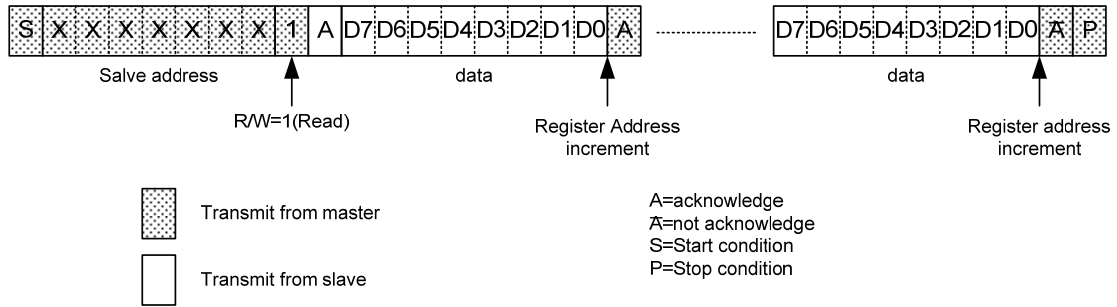 S X X X X X X X 1 A D7 D6 D5 D4 D3 D2 D1 D0 A D7 D6 D5 D4 D3 D2 D1 D0 A̅ P
Salve address data data
R/W=1(Read)
Register Address
increment
Register address
increment
Transmit from master
Transmit from slave
A=acknowledge
A̅=not acknowledge
S=Start condition
P=Stop condition